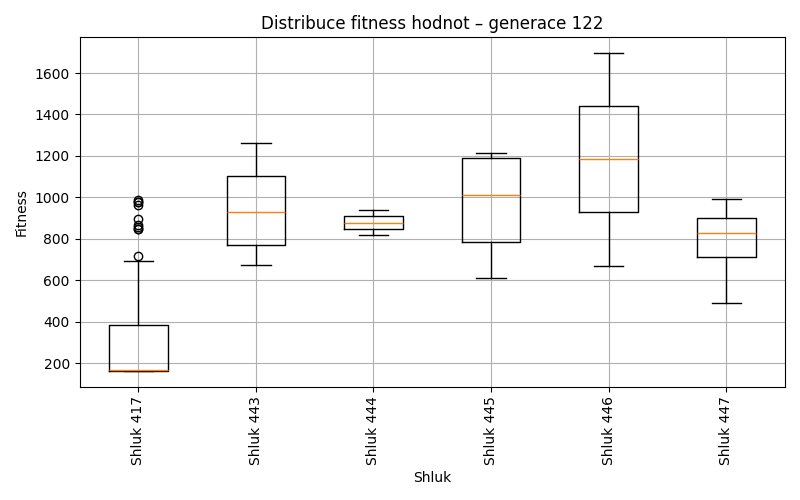 Distribuce fitness hodnot – generace 122
Fitness
1600
1400
1200
1000
800
600
400
200
Shluk 417
Shluk 443
Shluk 444
Shluk 445
Shluk 446
Shluk 447
Shluk